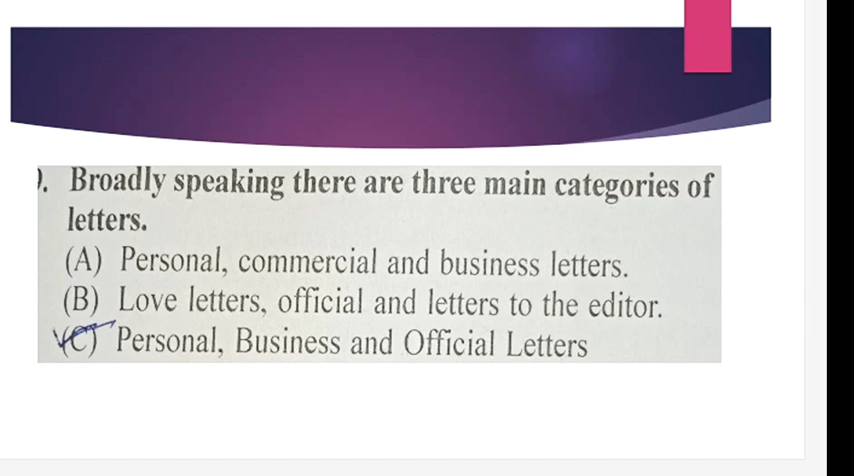 ). Broadly speaking there are three main categories of
letters.
(A) Personal, commercial and business letters.
(B) Love letters, official and letters to the editor.
(C) Personal, Business and Official Letters